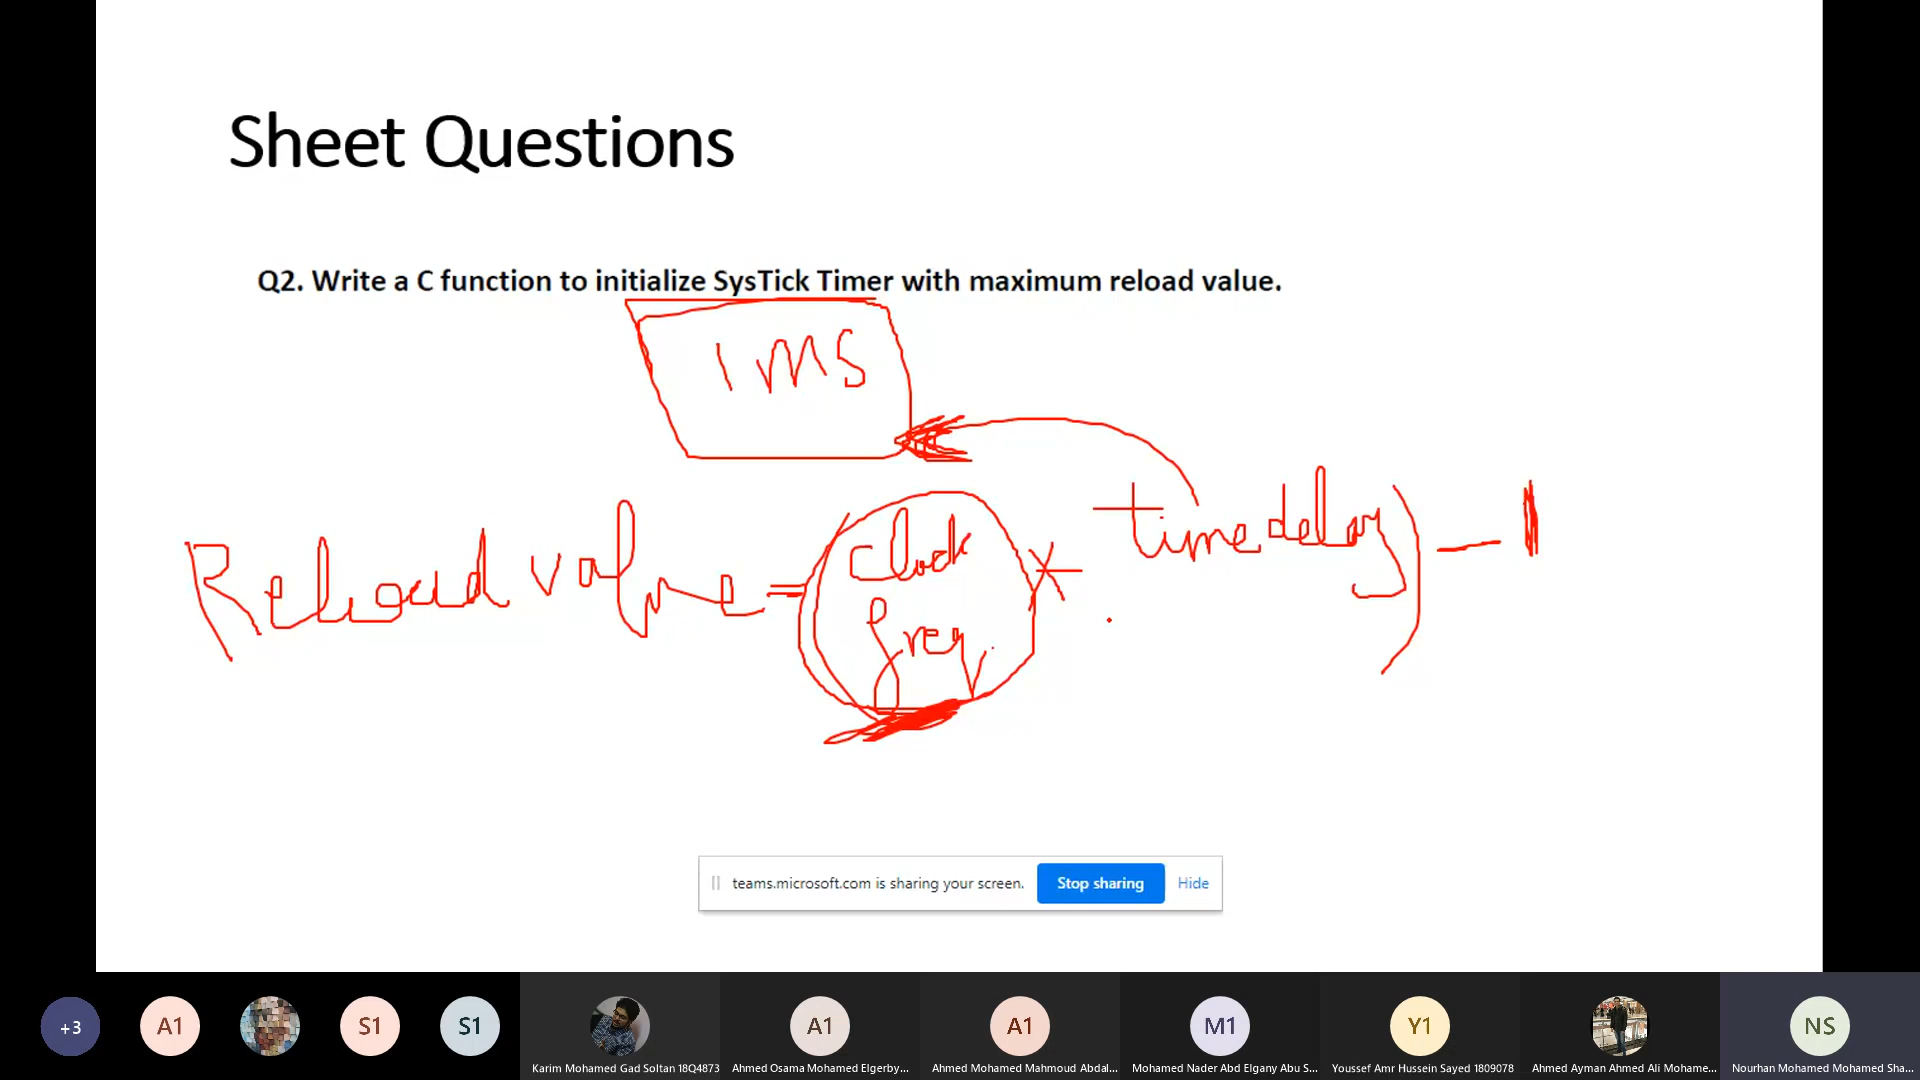 Sheet Questions
Q2. Write a C function to initialize SysTick Timer with maximum reload value.
1ms
Reload value = (Clock freq. * time delay) - 1
teams.microsoft.com is sharing your screen. Stop sharing Hide
+3 A1 S1 S1 A1 A1 M1 Y1 NS
Karim Mohamed Gad Soltan 18Q4873 Ahmed Osama Mohamed Elgerby... Ahmed Mohamed Mahmoud Abdal... Mohamed Nader Abd Elgany Abu S... Youssef Amr Hussein Sayed 1809078 Ahmed Ayman Ahmed Ali Mohame... Nourhan Mohamed Mohamed Sha...